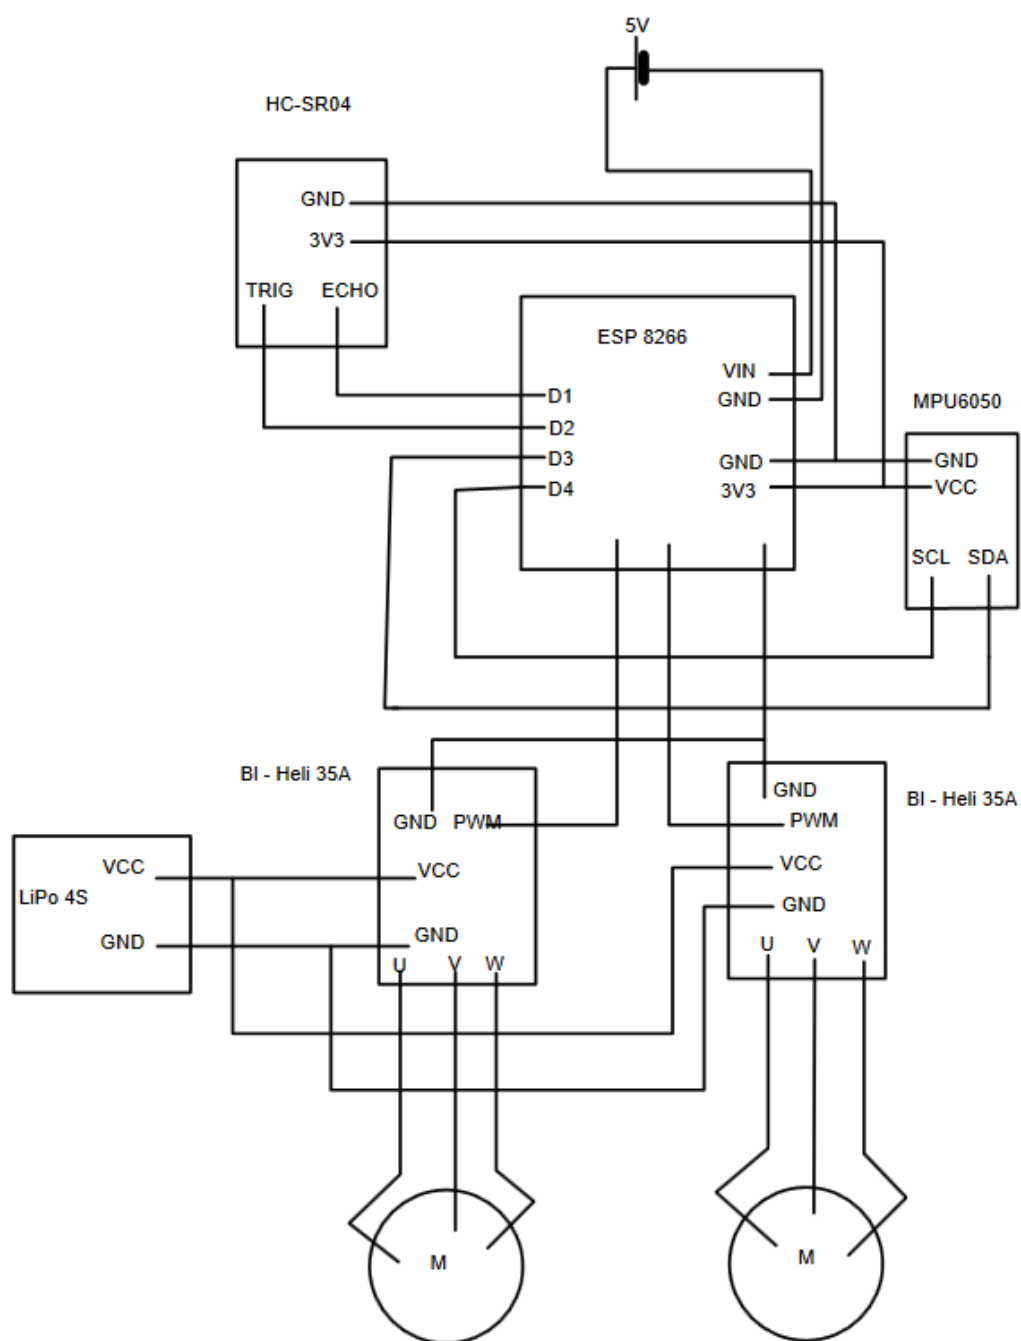 5V
HC-SR04
GND
3V3
TRIG ECHO
ESP 8266
D1
D2
D3
D4
VIN
GND
GND
3V3
MPU6050
GND
VCC
SCL SDA
BI - Heli 35A
GND PWM
VCC
GND
U V W
BI - Heli 35A
GND
PWM
VCC
GND
U V W
VCC
LiPo 4S
GND
M
M